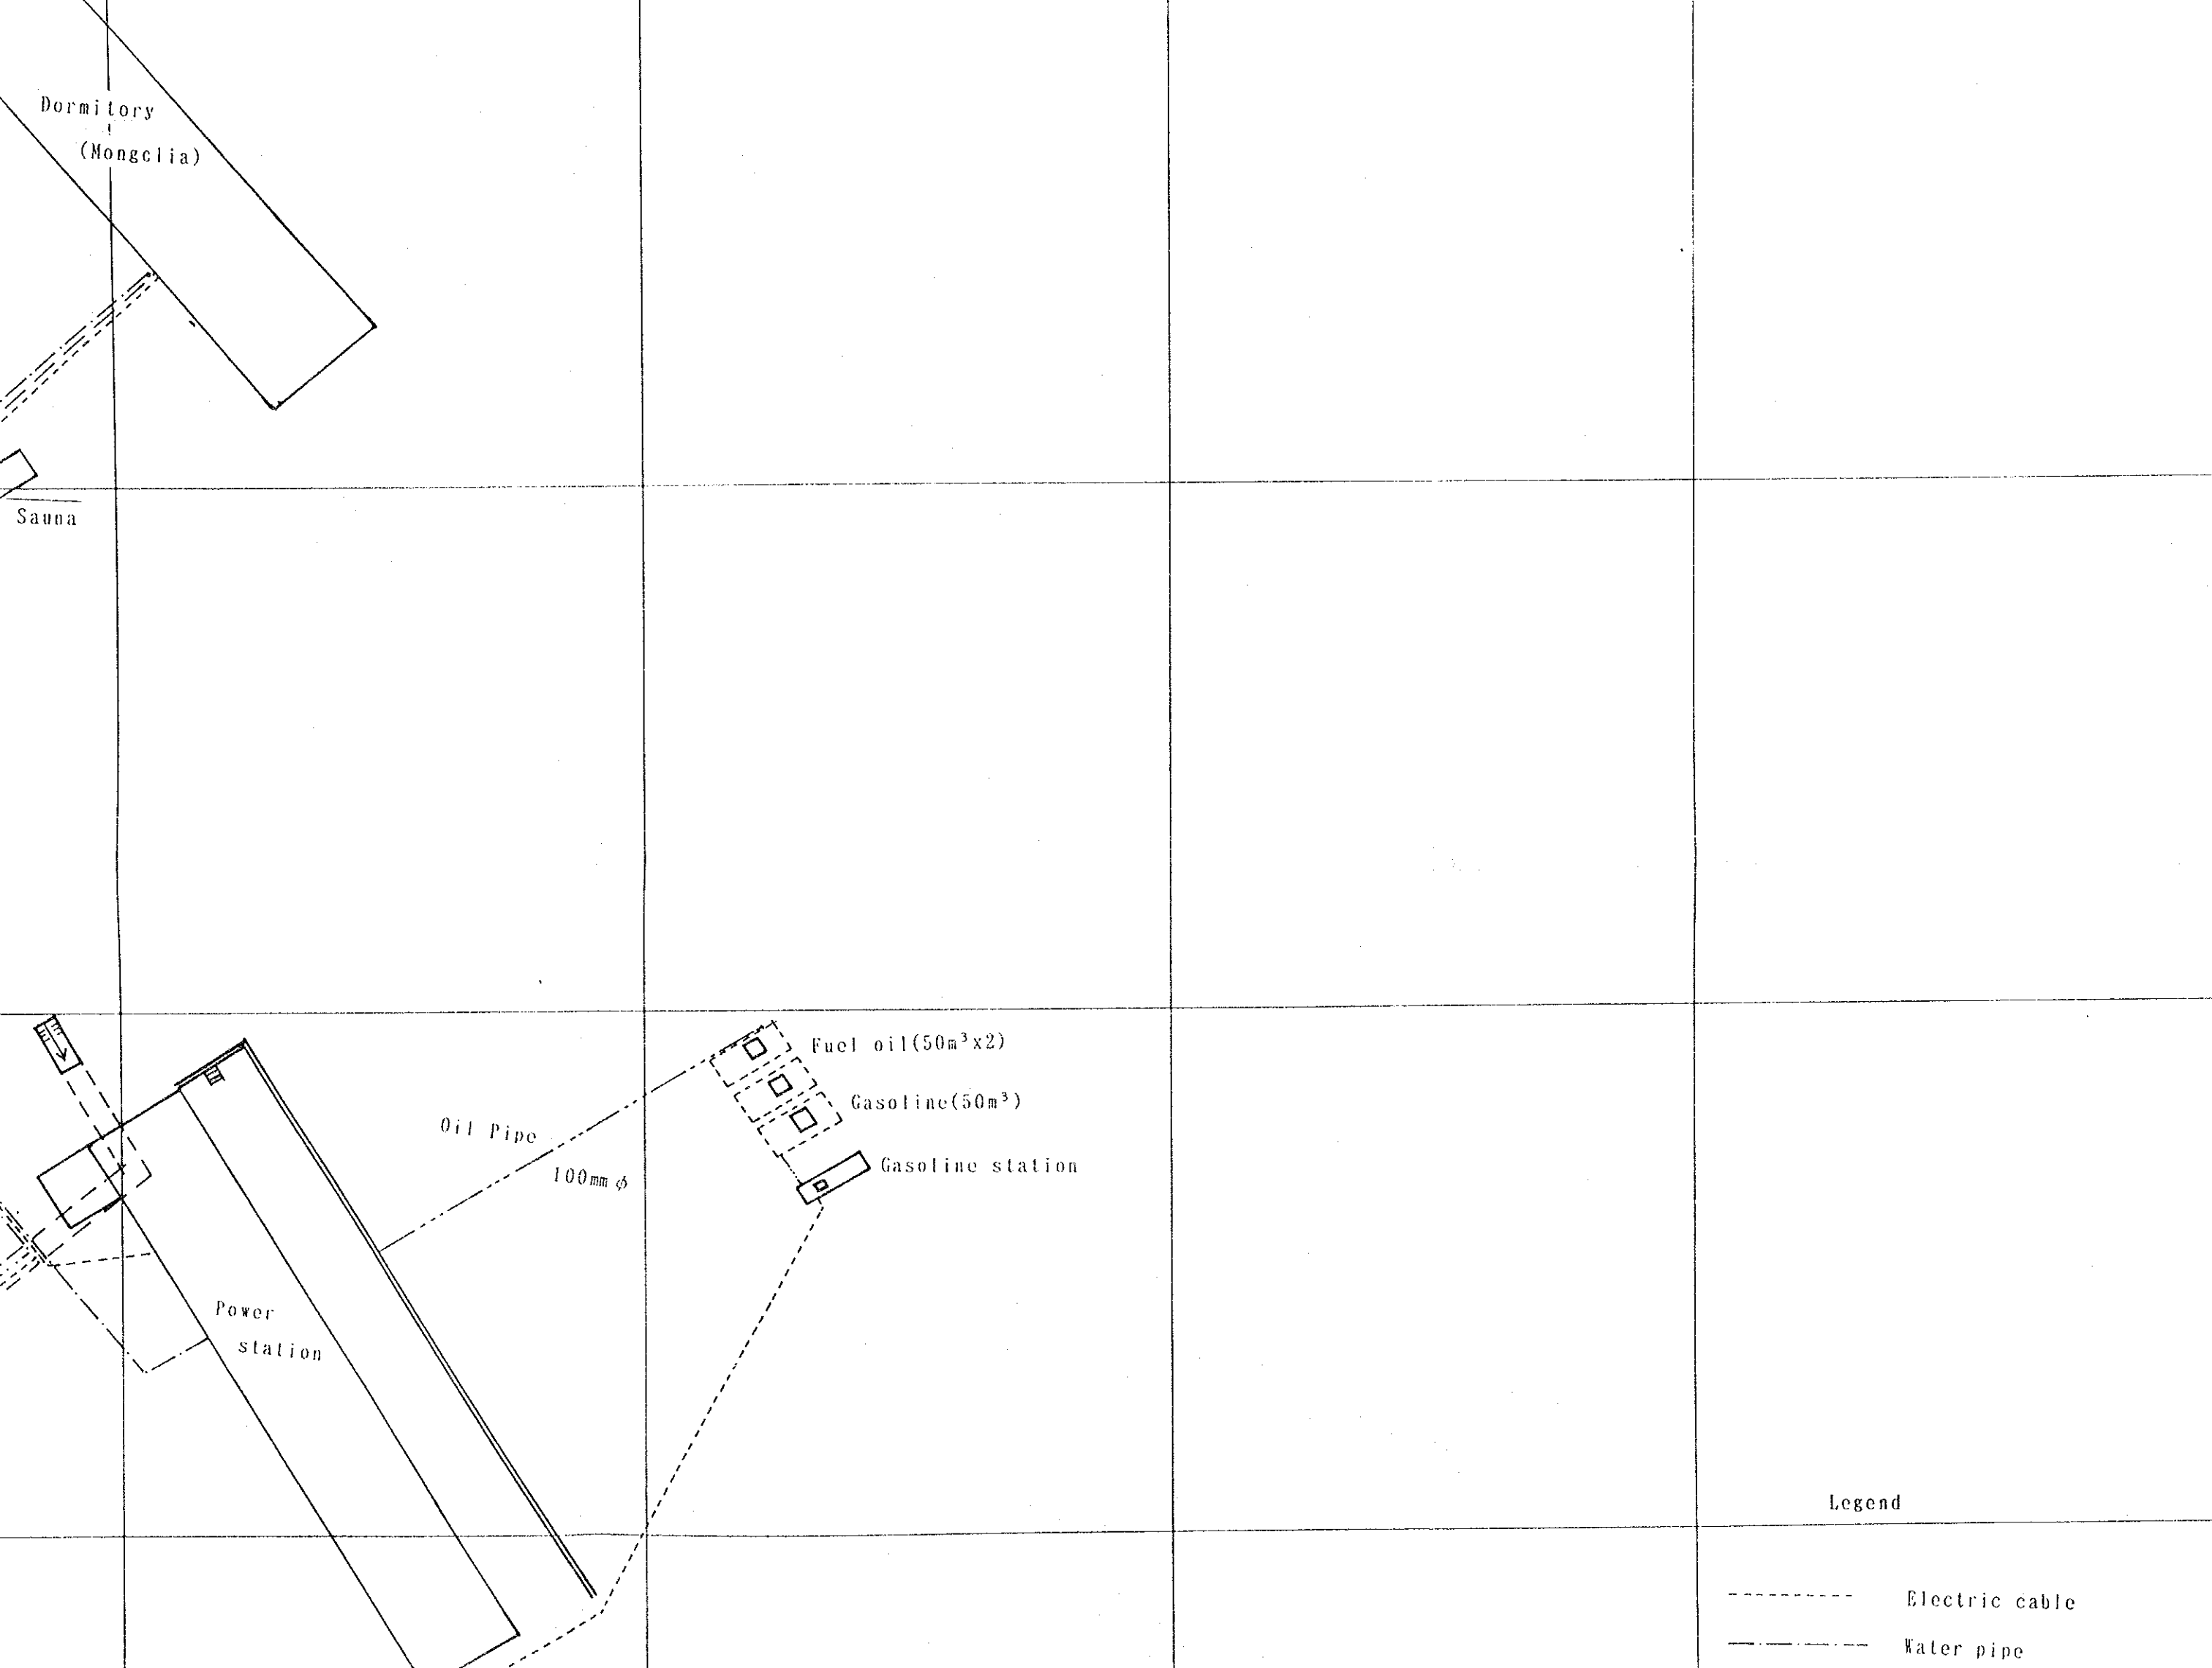 Dormitory
(Mongclia)
Sauna
Fuel oil(50m³x2)
Gasoline(50m³)
Oil Pipe
100mmφ
Gasoline station
Power
station
Legend
Electric cable
Water pipe